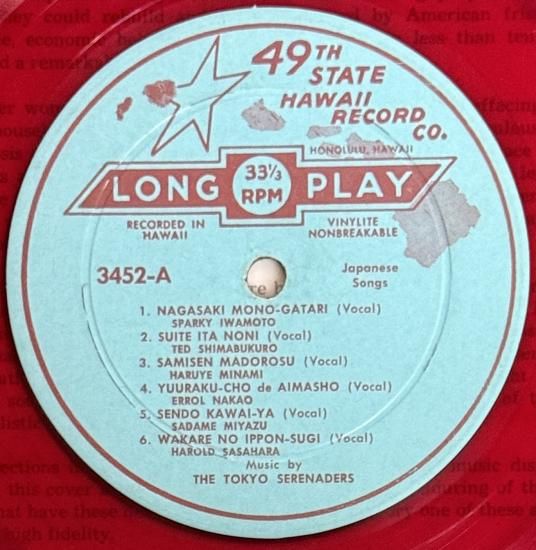 49TH
STATE
HAWAII
RECORD
CO.
HONOLULU, HAWAII
LONG 33⅓ RPM PLAY
RECORDED IN
HAWAII
VINYLITE
NONBREAKABLE
3452-A
Japanese
Songs
1. NAGASAKI MONO-GATARI (Vocal)
SPARKY IWAMOTO
2. SUITE ITA NONI (Vocal)
TED SHIMABUKURO
3. SAMISEN MADOROSU (Vocal)
HARUYE MINAMI
4. YUURAKU-CHO de AIMASHO (Vocal)
ERROL NAKAO
5. SENDO KAWAI-YA (Vocal)
SADAME MIYAZU
6. WAKARE NO IPPON-SUGI (Vocal)
HAROLD SASAHARA
Music by
THE TOKYO SERENADERS